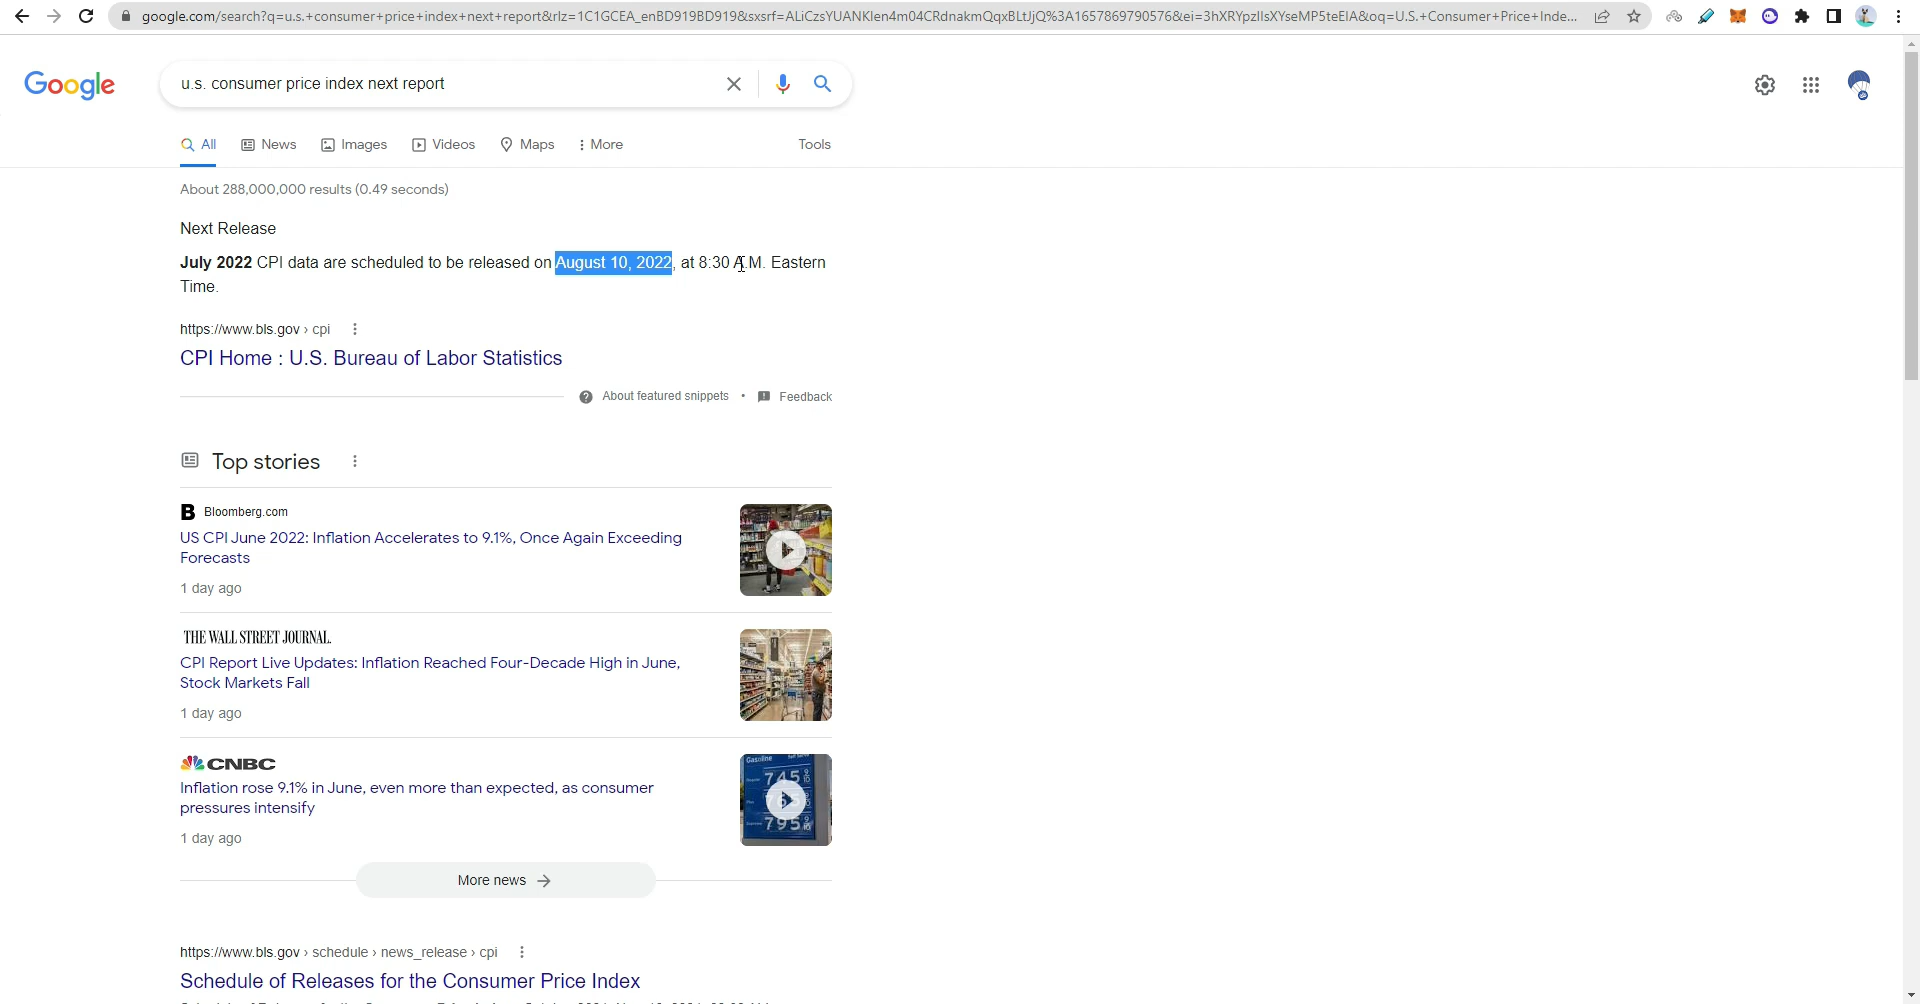 google.com/search?q=u.s.+consumer+price+index+next+report&rlz=1C1GCEA_enBD919BD919&sxsrf=ALiCzsYUANKlen4m04CRdnakmQqxBLtJjQ%3A1657869790576&ei=3hXRYpzllsXYseMP5teEIA&oq=U.S.+Consumer+Price+Inde...
Google
u.s. consumer price index next report
All News Images Videos Maps More Tools
About 288,000,000 results (0.49 seconds)
Next Release
July 2022 CPI data are scheduled to be released on August 10, 2022, at 8:30 A.M. Eastern
Time.
https://www.bls.gov › cpi
CPI Home : U.S. Bureau of Labor Statistics
About featured snippets • Feedback
Top stories
B Bloomberg.com
US CPI June 2022: Inflation Accelerates to 9.1%, Once Again Exceeding
Forecasts
1 day ago
THE WALL STREET JOURNAL.
CPI Report Live Updates: Inflation Reached Four-Decade High in June,
Stock Markets Fall
1 day ago
CNBC
Inflation rose 9.1% in June, even more than expected, as consumer
pressures intensify
1 day ago
Gasoline
745
795
More news
https://www.bls.gov › schedule › news_release › cpi
Schedule of Releases for the Consumer Price Index